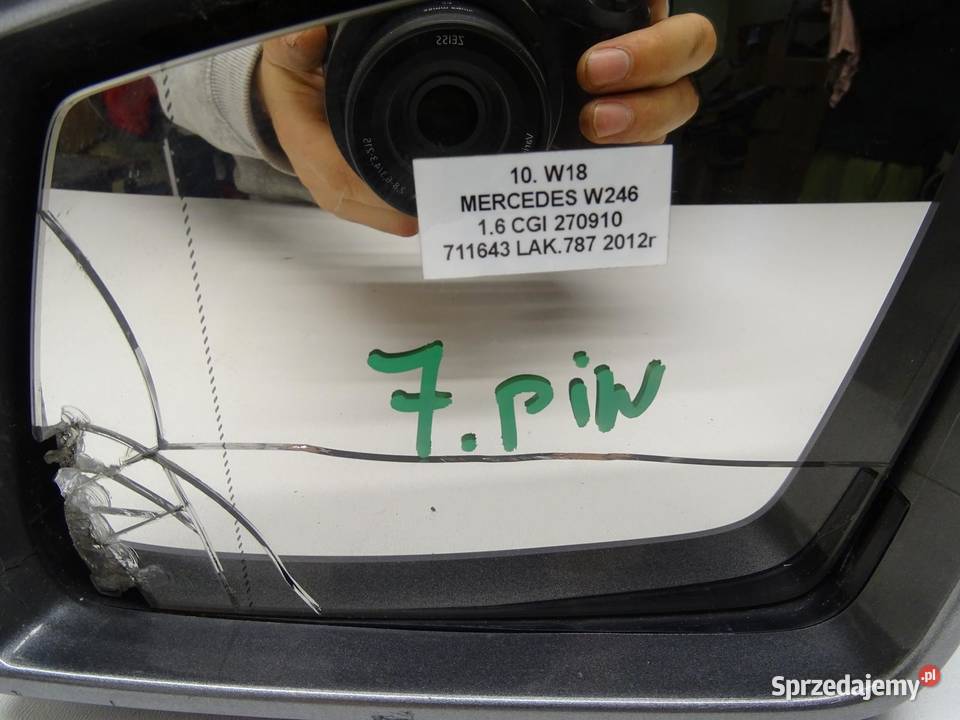 ZEISS
10. W18
MERCEDES W246
1.6 CGI 270910
711643 LAK.787 2012r
7. PIN
Sprzedajemy.pl